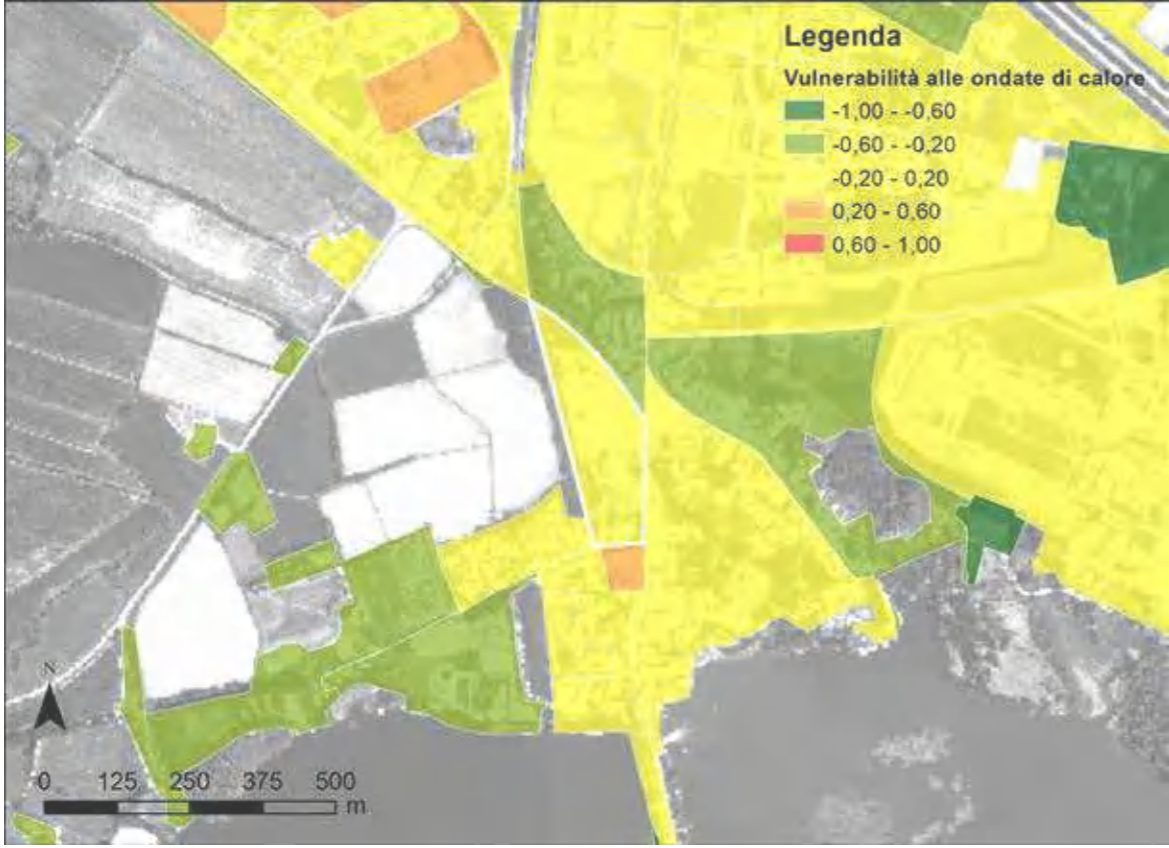 Legenda
Vulnerabilità alle ondate di calore
-1,00 - -0,60
-0,60 - -0,20
-0,20 - 0,20
0,20 - 0,60
0,60 - 1,00
N
0 125 250 375 500
m